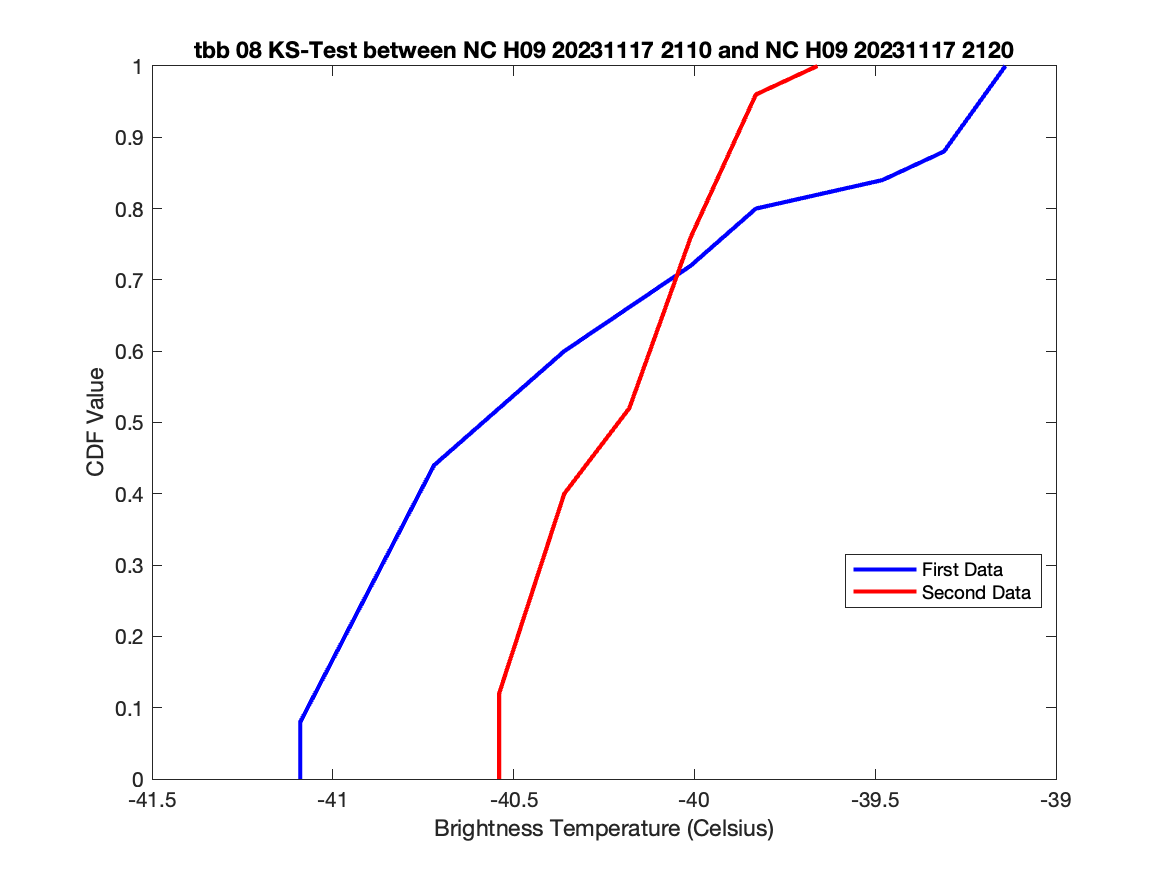 tbb 08 KS-Test between NC H09 20231117 2110 and NC H09 20231117 2120
1
0.9
0.8
0.7
0.6
0.5
0.4
0.3
0.2
0.1
0
CDF Value
First Data
Second Data
-41.5 -41 -40.5 -40 -39.5 -39
Brightness Temperature (Celsius)